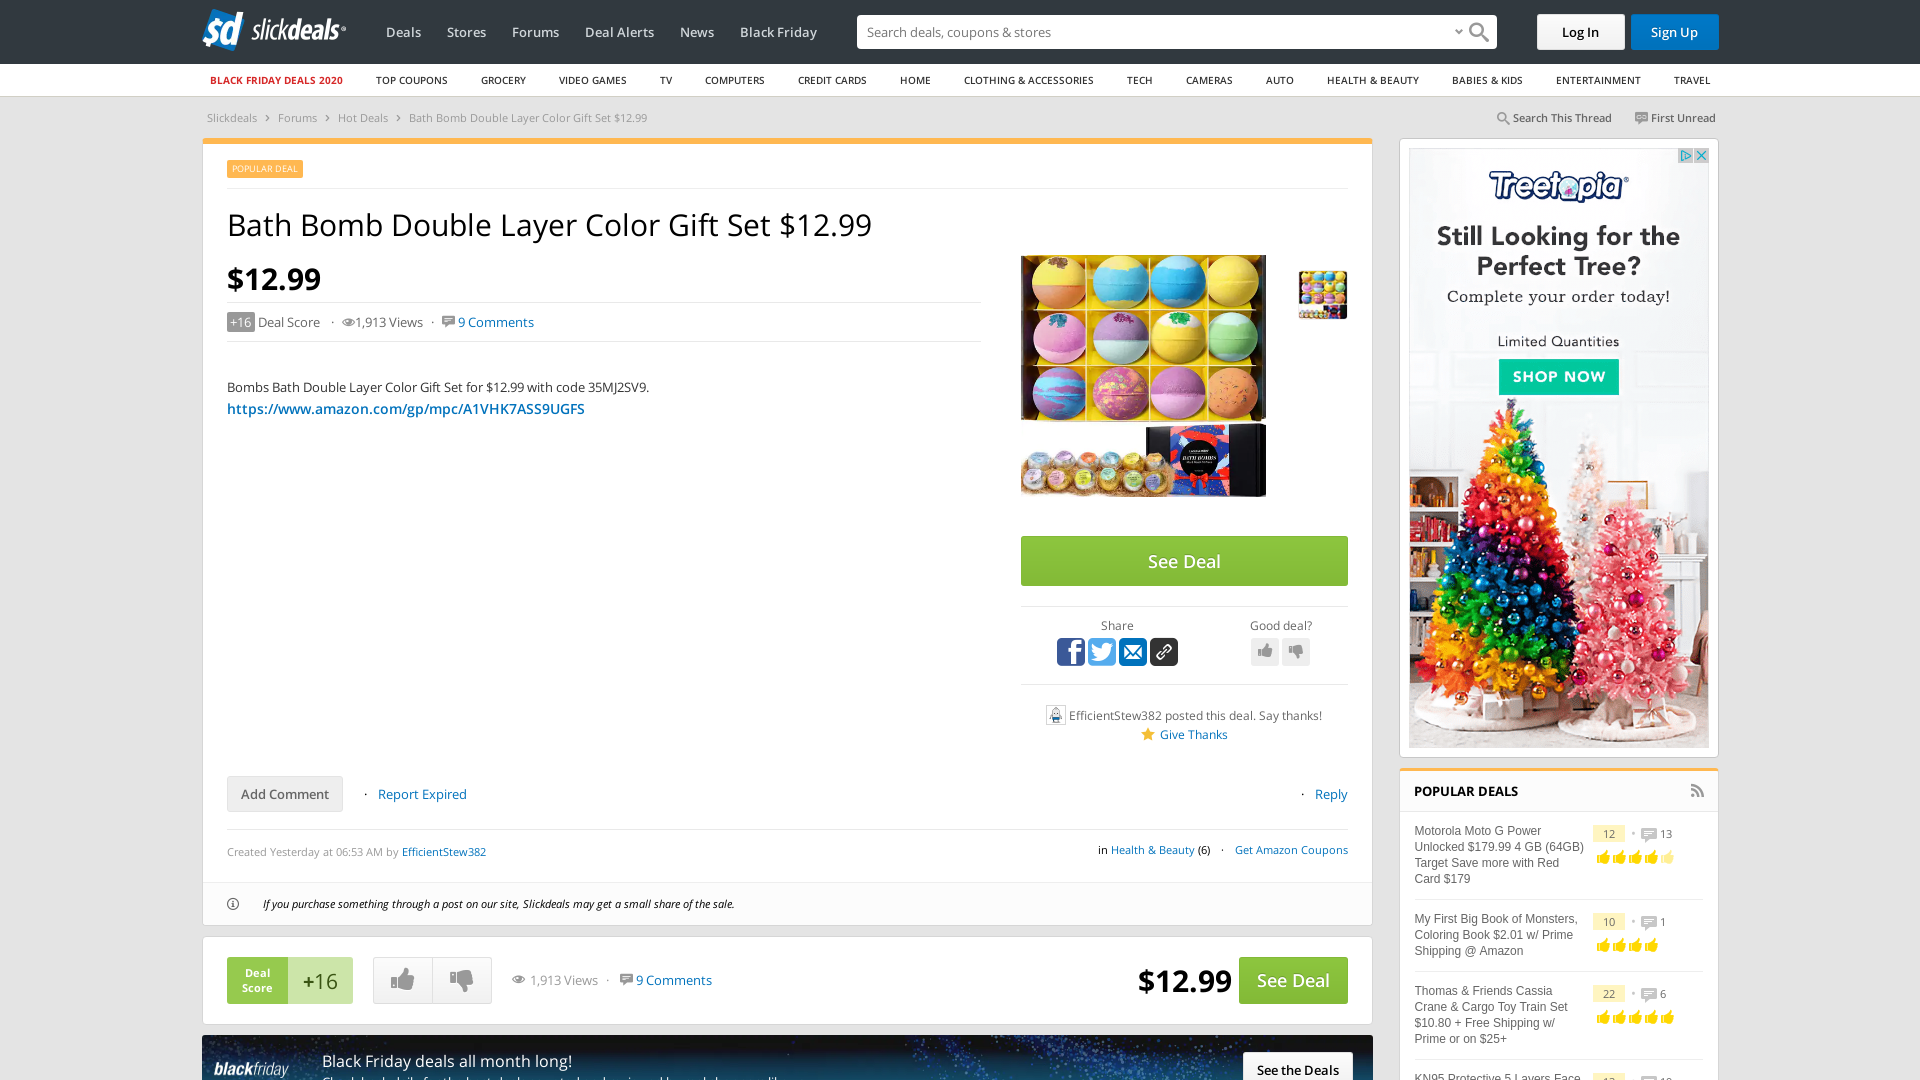 slickdeals
Deals
Stores
Forums
Deal Alerts
News
Black Friday
Search deals, coupons & stores
Log In
Sign Up
BLACK FRIDAY DEALS 2020
TOP COUPONS
GROCERY
VIDEO GAMES
TV
COMPUTERS
CREDIT CARDS
HOME
CLOTHING & ACCESSORIES
TECH
CAMERAS
AUTO
HEALTH & BEAUTY
BABIES & KIDS
ENTERTAINMENT
TRAVEL
Slickdeals › Forums › Hot Deals › Bath Bomb Double Layer Color Gift Set $12.99
Search This Thread
First Unread
POPULAR DEAL
Bath Bomb Double Layer Color Gift Set $12.99
$12.99
+16 Deal Score · 1,913 Views · 9 Comments
Bombs Bath Double Layer Color Gift Set for $12.99 with code 35MJ2SV9.
https://www.amazon.com/gp/mpc/A1VHK7ASS9UGFS
BATH BOMBS
See Deal
Share
Good deal?
EfficientStew382 posted this deal. Say thanks!
Give Thanks
Add Comment
· Report Expired
· Reply
Created Yesterday at 06:53 AM by EfficientStew382
in Health & Beauty (6) · Get Amazon Coupons
If you purchase something through a post on our site, Slickdeals may get a small share of the sale.
Deal
Score
+16
1,913 Views · 9 Comments
$12.99
See Deal
blackfriday
Black Friday deals all month long!
See the Deals
Treetopia
Still Looking for the
Perfect Tree?
Complete your order today!
Limited Quantities
SHOP NOW
POPULAR DEALS
Motorola Moto G Power
Unlocked $179.99 4 GB (64GB)
Target Save more with Red
Card $179
12 • 13
My First Big Book of Monsters,
Coloring Book $2.01 w/ Prime
Shipping @ Amazon
10 • 1
Thomas & Friends Cassia
Crane & Cargo Toy Train Set
$10.80 + Free Shipping w/
Prime or on $25+
22 • 6
KN95 Protective 5 Layers Face